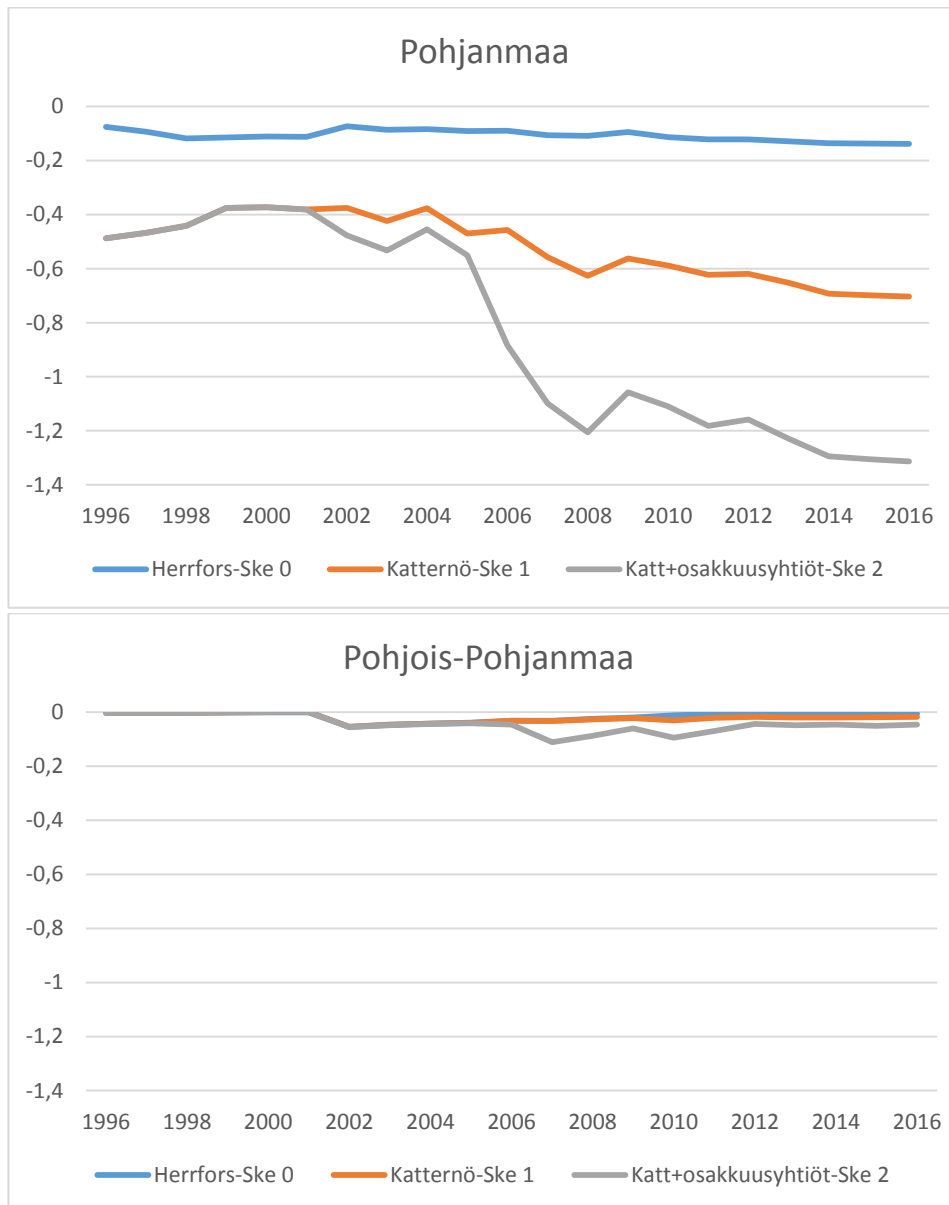 Pohjanmaa
0
-0,2
-0,4
-0,6
-0,8
-1
-1,2
-1,4
1996 1998 2000 2002 2004 2006 2008 2010 2012 2014 2016
Herrfors-Ske 0 Katternö-Ske 1 Katt+osakkuusyhtiöt-Ske 2
Pohjois-Pohjanmaa
0
-0,2
-0,4
-0,6
-0,8
-1
-1,2
-1,4
1996 1998 2000 2002 2004 2006 2008 2010 2012 2014 2016
Herrfors-Ske 0 Katternö-Ske 1 Katt+osakkuusyhtiöt-Ske 2